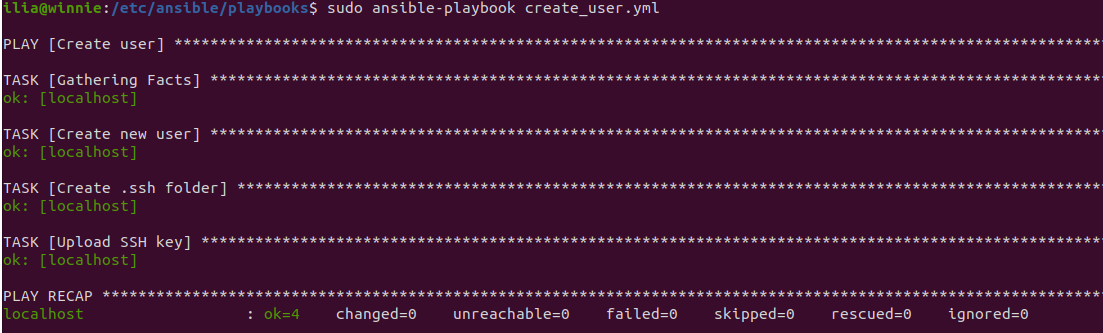 ilia@winnie:/etc/ansible/playbooks$ sudo ansible-playbook create_user.yml
PLAY [Create user] *******************************************************************************************************
TASK [Gathering Facts] ***************************************************************************************************
ok: [localhost]
TASK [Create new user] ***************************************************************************************************
ok: [localhost]
TASK [Create .ssh folder] ************************************************************************************************
ok: [localhost]
TASK [Upload SSH key] ****************************************************************************************************
ok: [localhost]
PLAY RECAP ***************************************************************************************************************
localhost                  : ok=4    changed=0    unreachable=0    failed=0    skipped=0    rescued=0    ignored=0